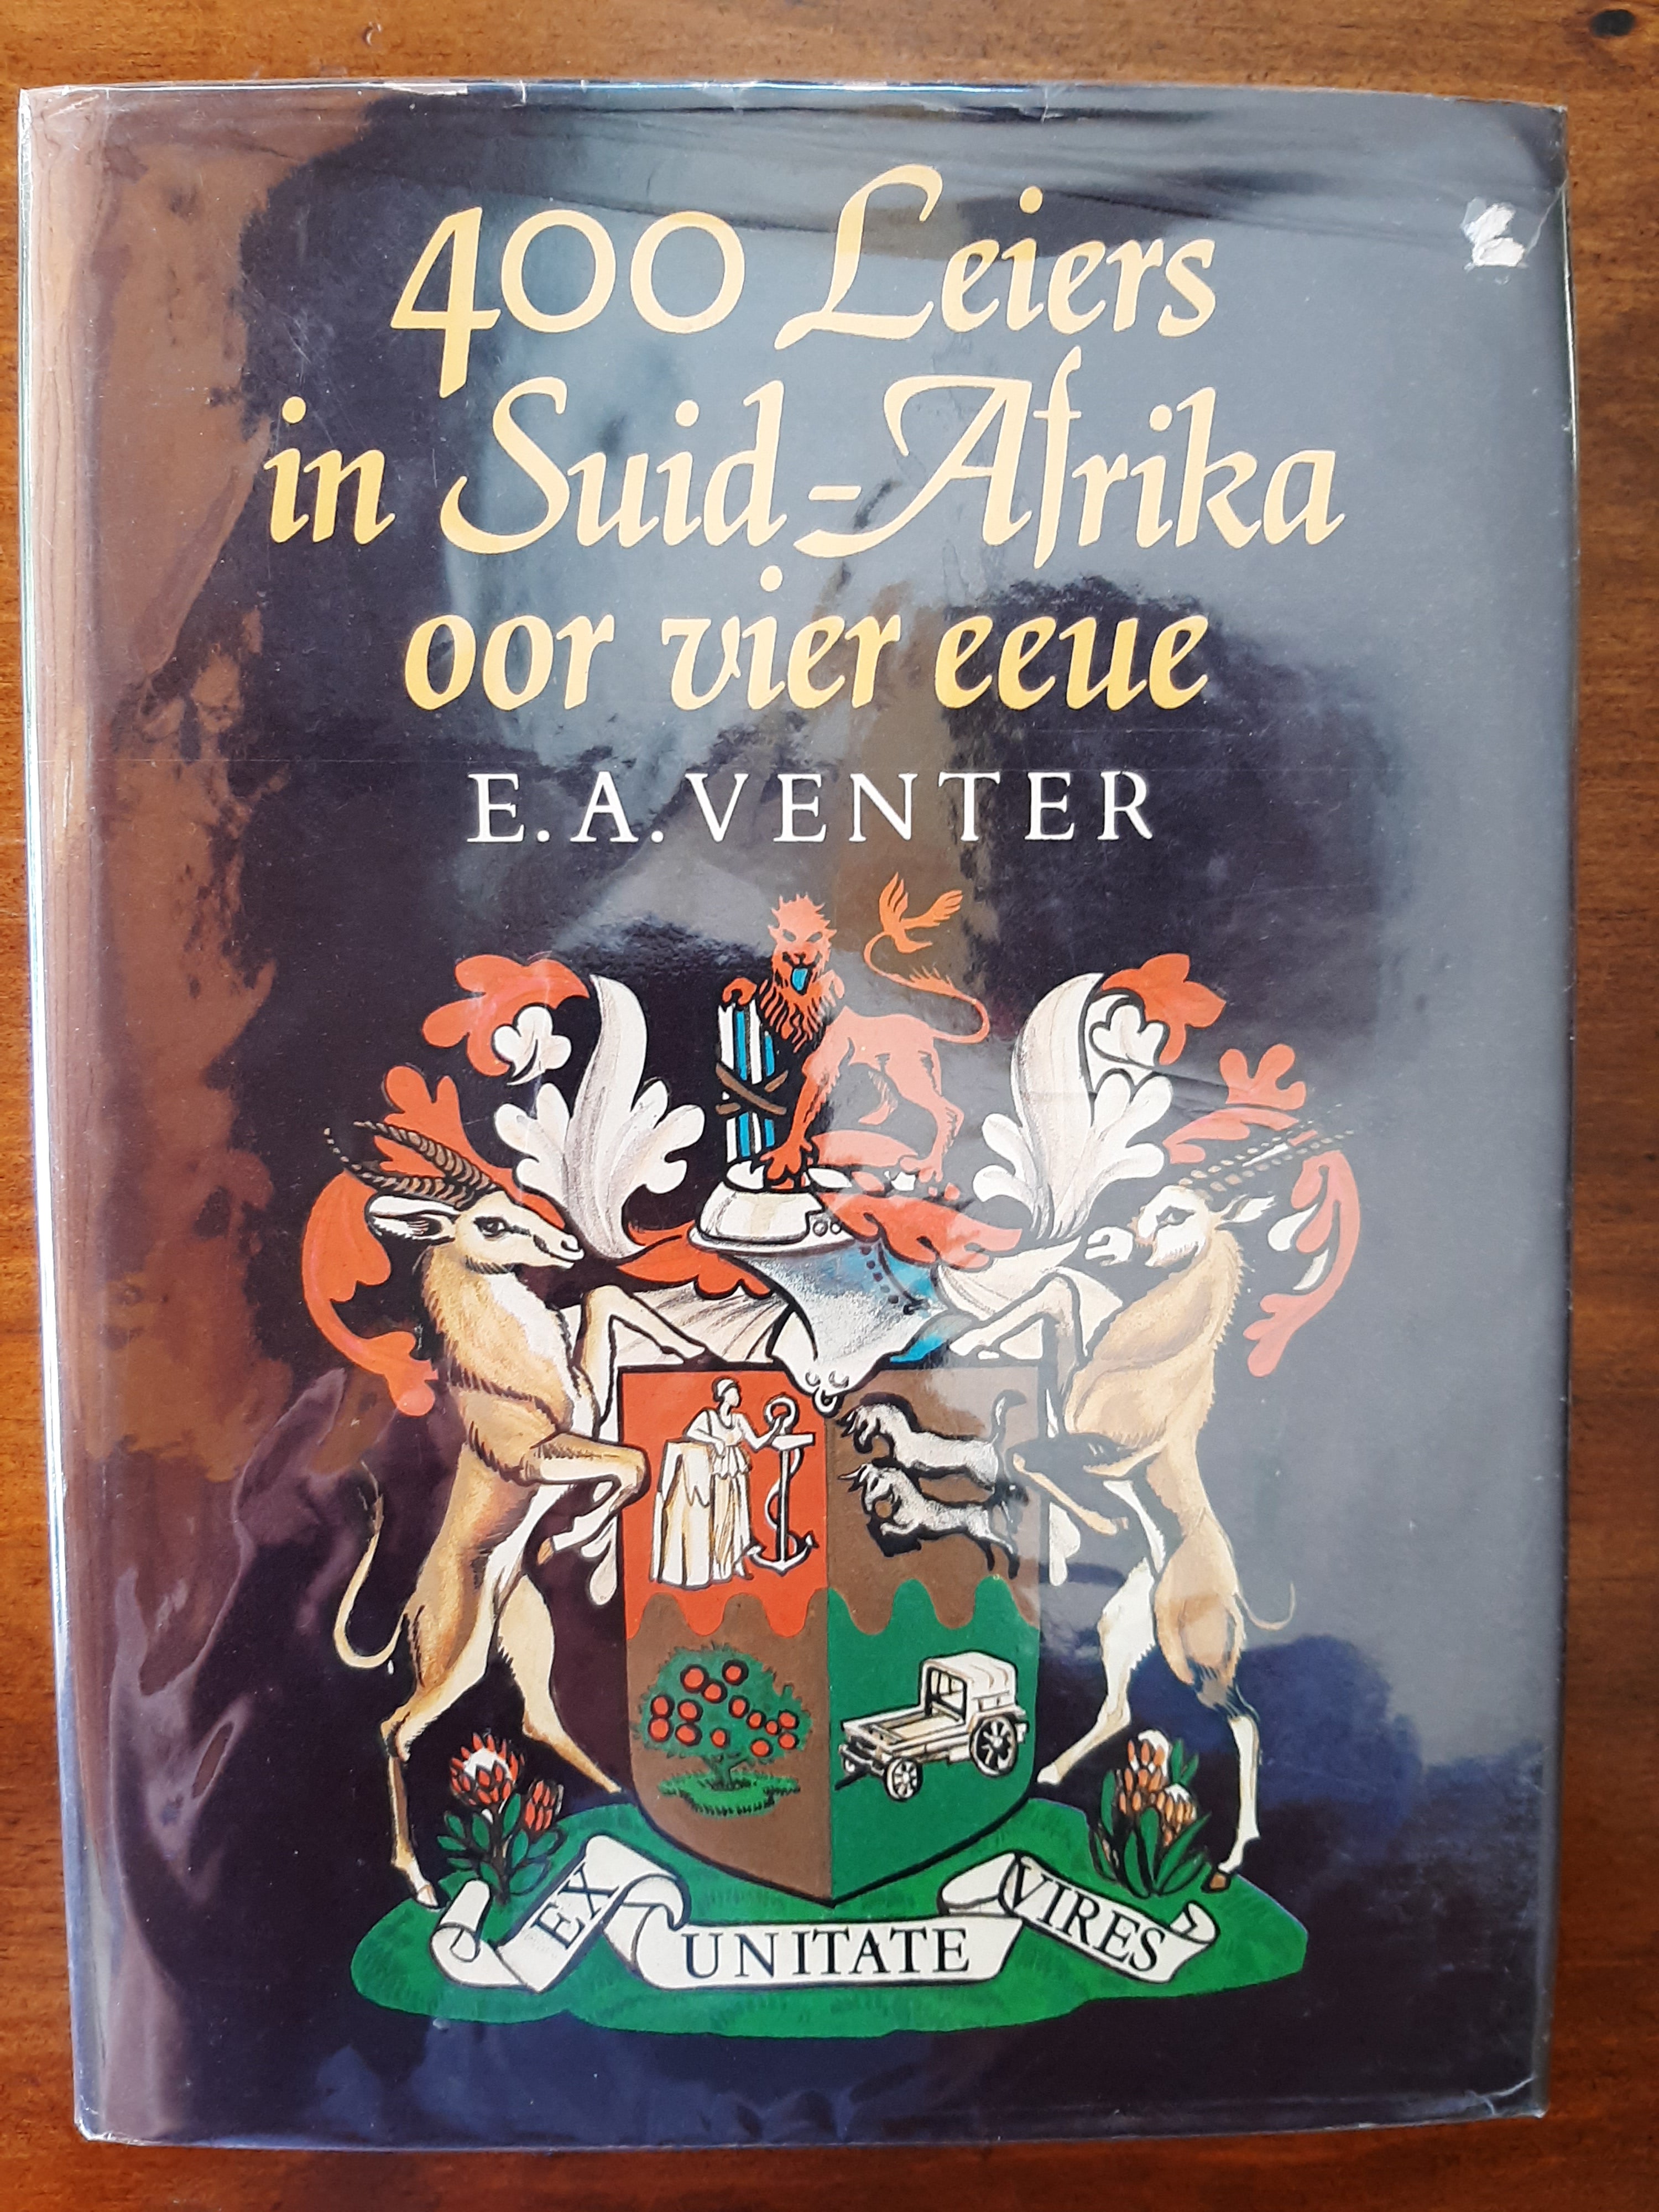 400 Leiers
in Suid-Afrika
oor vier eeue
E. A. VENTER
EX UNITATE VIRES